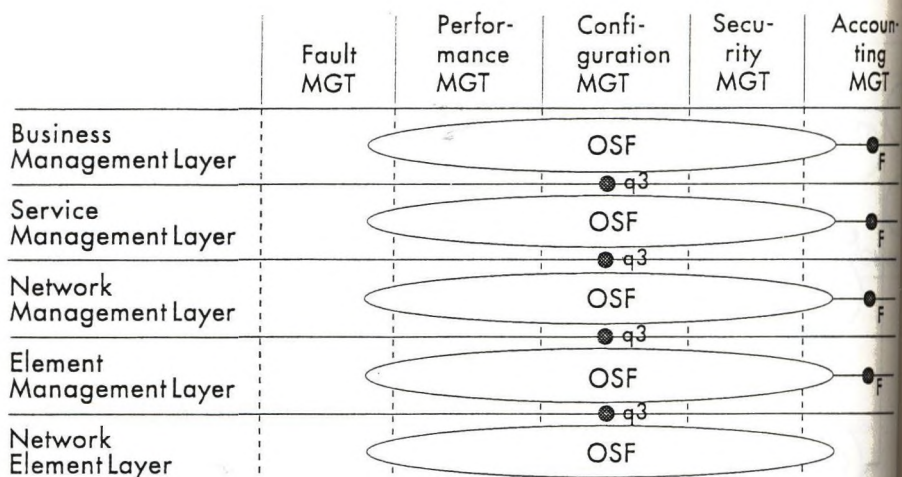 Fault
MGT
Perfor-
mance
MGT
Confi-
guration
MGT
Secu-
rity
MGT
Accoun-
ting
MGT
Business
Management Layer
OSF
F
q3
Service
Management Layer
OSF
F
q3
Network
Management Layer
OSF
F
q3
Element
Management Layer
OSF
F
q3
Network
Element Layer
OSF